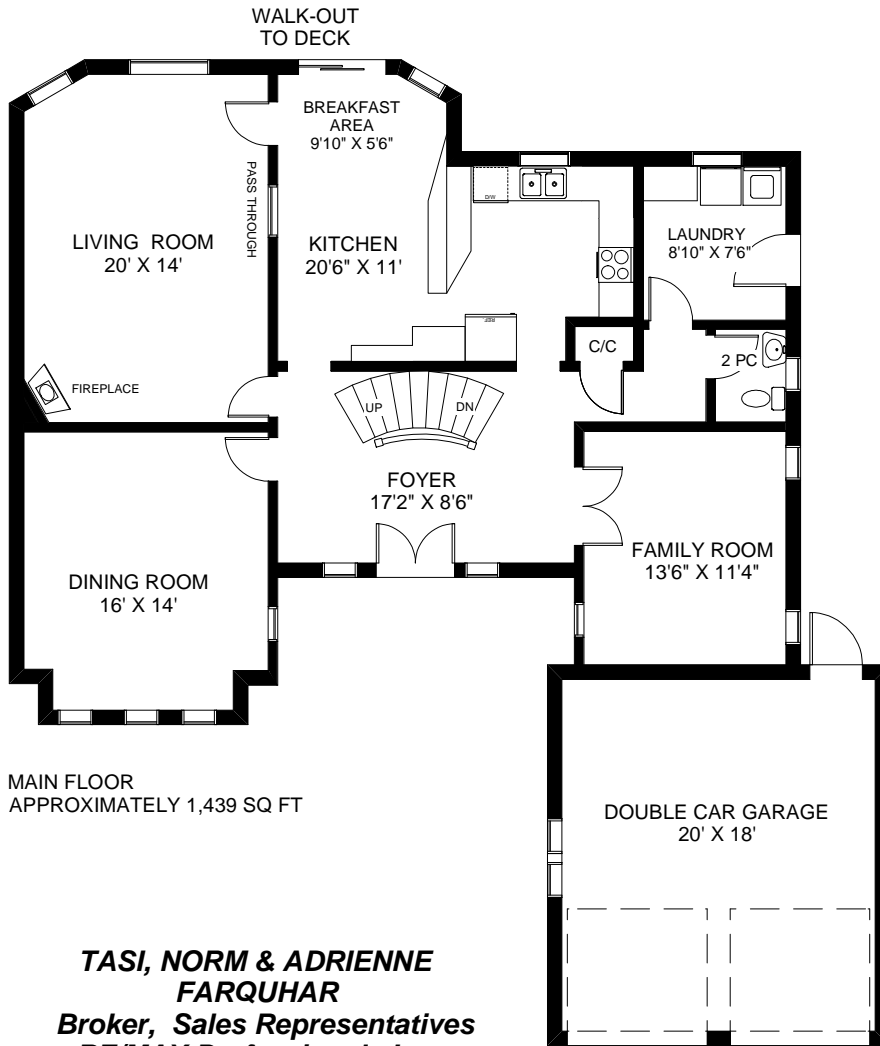 WALK-OUT
TO DECK
BREAKFAST
AREA
9'10" X 5'6"
PASS THROUGH
LIVING  ROOM
20' X 14'
KITCHEN
20'6" X 11'
D/W
LAUNDRY
8'10" X 7'6"
REF.
C/C
2 PC
FIREPLACE
UP
DN
FOYER
17'2" X 8'6"
FAMILY ROOM
13'6" X 11'4"
DINING ROOM
16' X 14'
MAIN FLOOR
APPROXIMATELY 1,439 SQ FT
DOUBLE CAR GARAGE
20' X 18'
TASI, NORM & ADRIENNE
FARQUHAR
Broker,  Sales Representatives